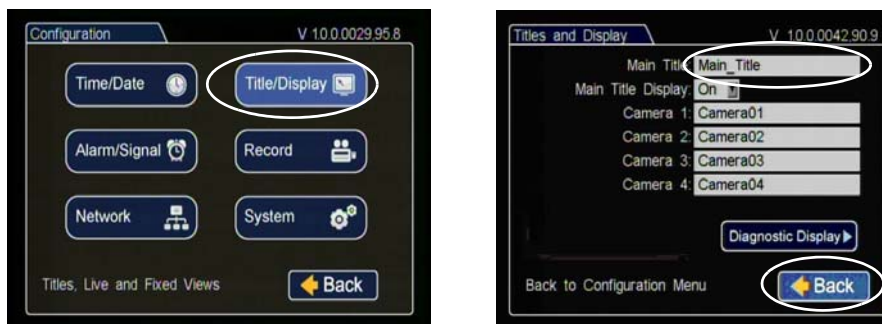 Configuration V 1.0.0.0029,95.8
Time/Date Title/Display
Alarm/Signal Record
Network System
Titles, Live and Fixed Views Back
Titles and Display V 1.0.0.0042,90.9
Main Title: Main_Title
Main Title Display: On
Camera 1: Camera01
Camera 2: Camera02
Camera 3: Camera03
Camera 4: Camera04
Diagnostic Display
Back to Configuration Menu Back